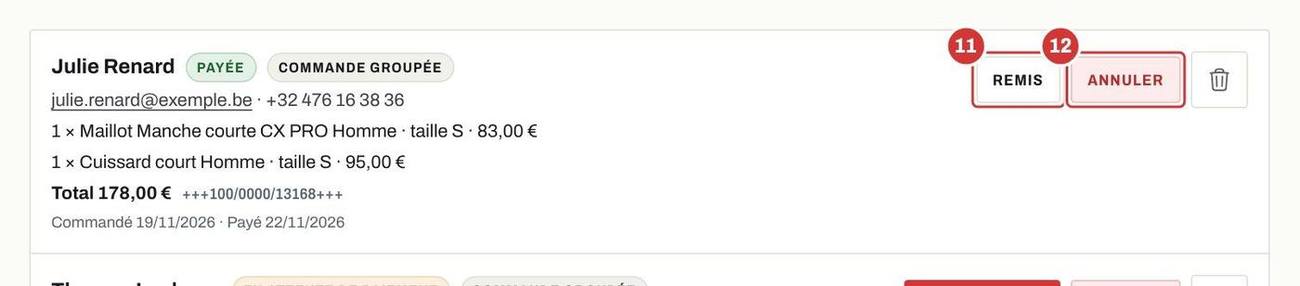 11 12
Julie Renard PAYÉE COMMANDE GROUPÉE REMIS ANNULER
julie.renard@exemple.be · +32 476 16 38 36
1 × Maillot Manche courte CX PRO Homme · taille S · 83,00 €
1 × Cuissard court Homme · taille S · 95,00 €
Total 178,00 € +++100/0000/13168+++
Commandé 19/11/2026 · Payé 22/11/2026